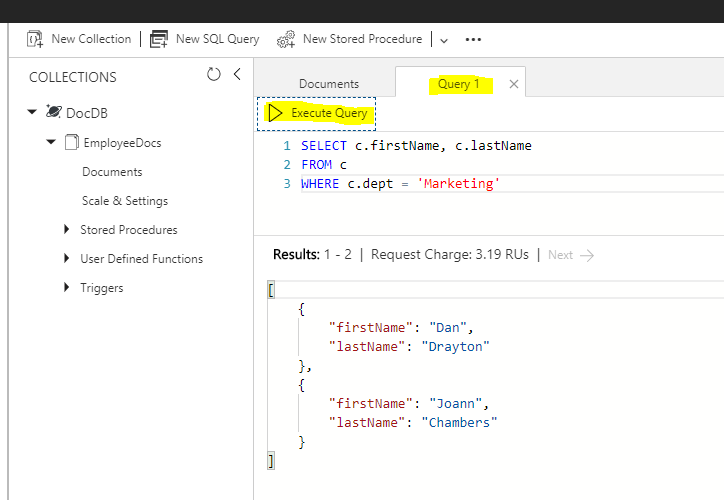 New Collection | New SQL Query New Stored Procedure | ...
COLLECTIONS
Documents Query 1
DocDB
Execute Query
EmployeeDocs
Documents
Scale & Settings
Stored Procedures
User Defined Functions
Triggers
1 SELECT c.firstName, c.lastName
2 FROM c
3 WHERE c.dept = 'Marketing'
Results: 1 - 2 | Request Charge: 3.19 RUs | Next
[
{
"firstName": "Dan",
"lastName": "Drayton"
},
{
"firstName": "Joann",
"lastName": "Chambers"
}
]